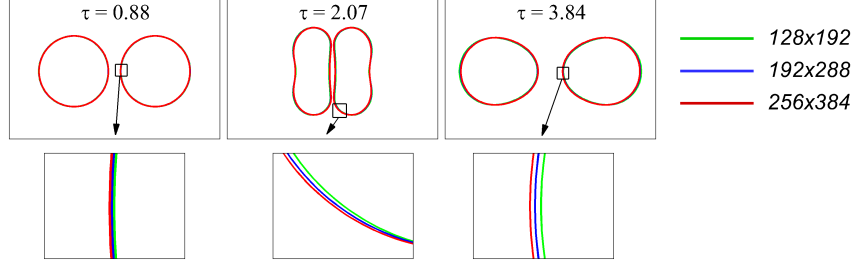 τ = 0.88
τ = 2.07
τ = 3.84
128x192
192x288
256x384